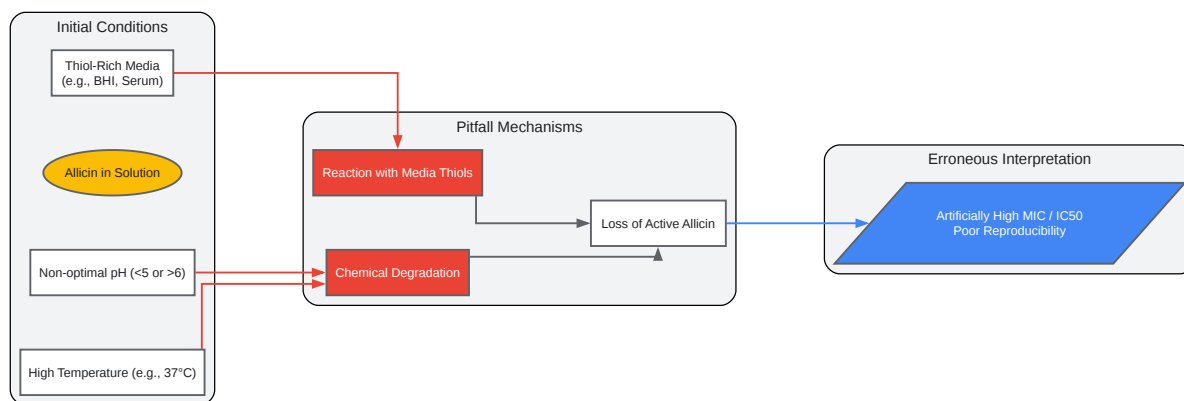 Initial Conditions
Thiol-Rich Media
(e.g., BHI, Serum)
Allicin in Solution
Non-optimal pH (<5 or >6)
High Temperature (e.g., 37°C)
Pitfall Mechanisms
Reaction with Media Thiols
Chemical Degradation
Loss of Active Allicin
Erroneous Interpretation
Artificially High MIC / IC50
Poor Reproducibility